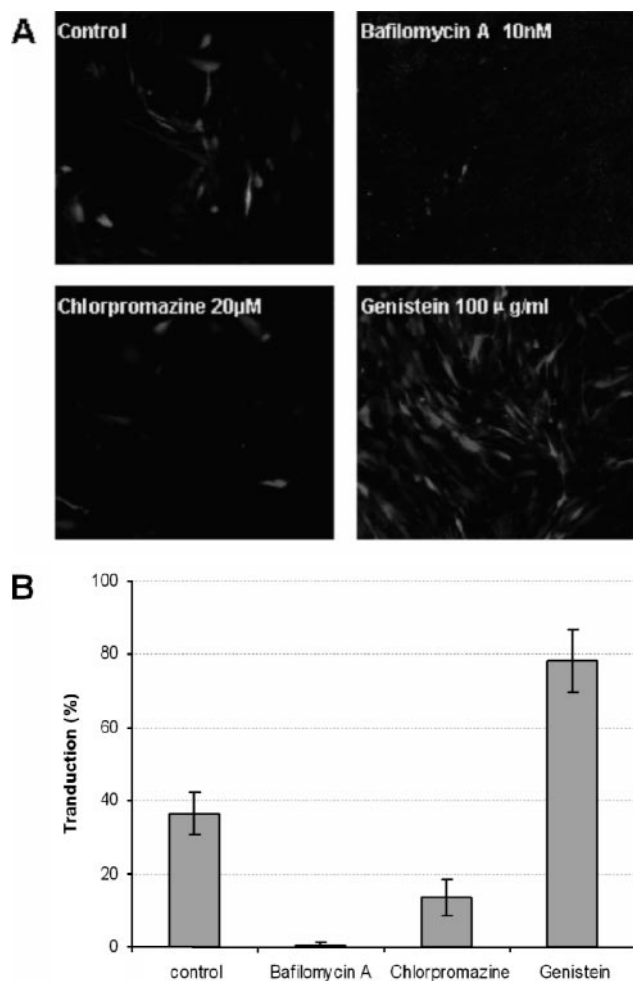 A
Control
Bafilomycin A 10nM
Chlorpromazine 20µM
Genistein 100 µ g/ml
B
100
80
60
40
20
0
Tranduction (%)
control
Bafilomycin A
Chlorpromazine
Genistein